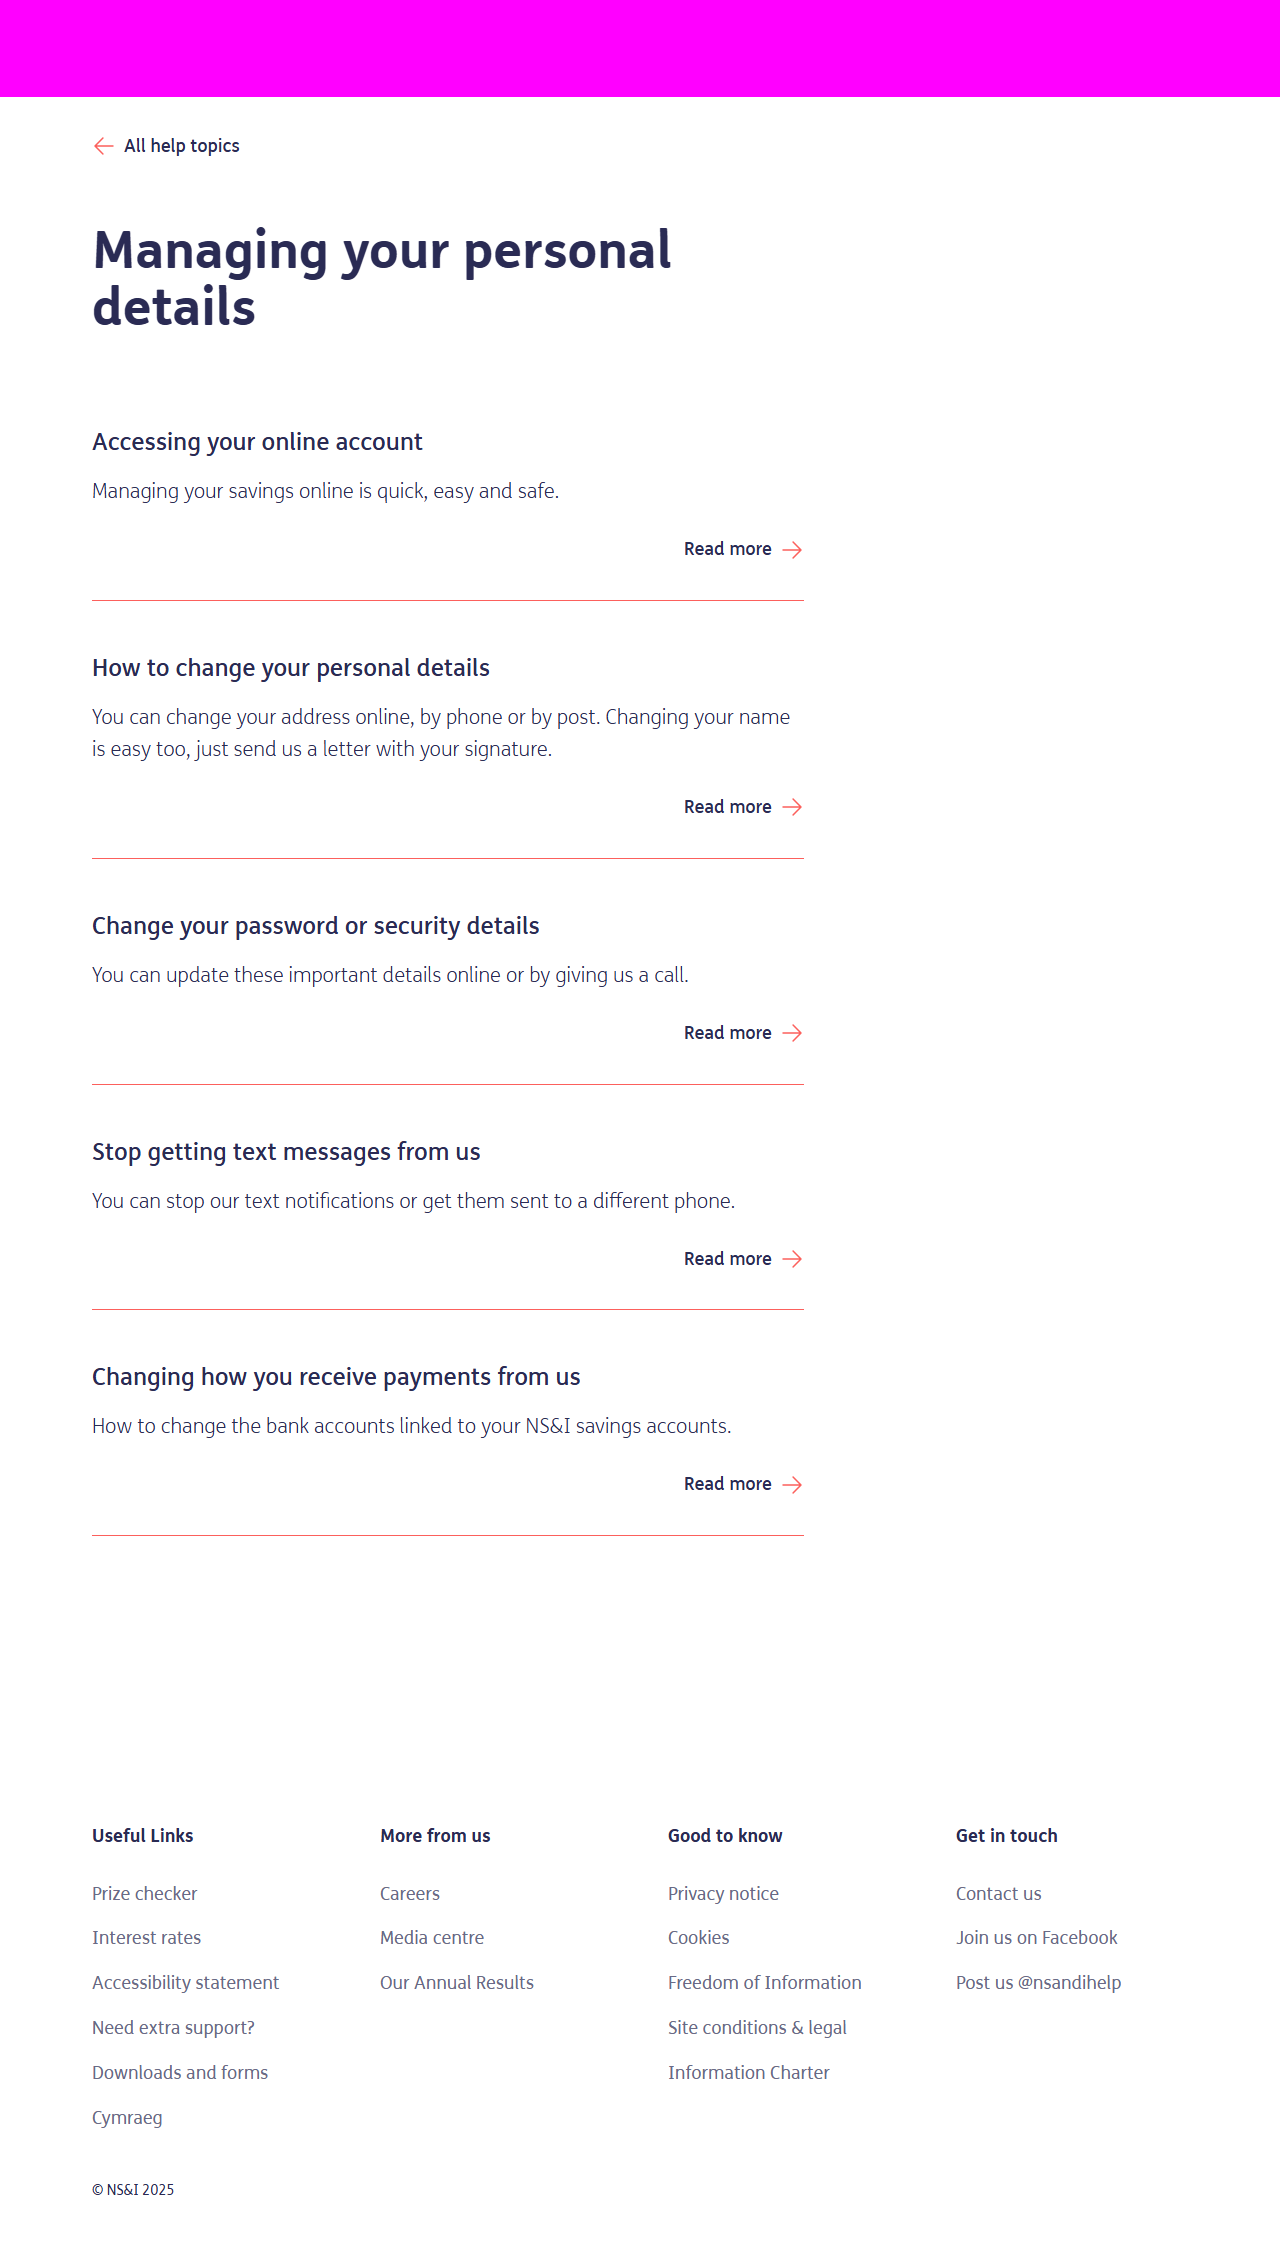 All help topics
Managing your personal
details
Accessing your online account
Managing your savings online is quick, easy and safe.
Read more
How to change your personal details
You can change your address online, by phone or by post. Changing your name
is easy too, just send us a letter with your signature.
Read more
Change your password or security details
You can update these important details online or by giving us a call.
Read more
Stop getting text messages from us
You can stop our text notifications or get them sent to a different phone.
Read more
Changing how you receive payments from us
How to change the bank accounts linked to your NS&I savings accounts.
Read more
Useful Links
Prize checker
Interest rates
Accessibility statement
Need extra support?
Downloads and forms
Cymraeg
More from us
Careers
Media centre
Our Annual Results
Good to know
Privacy notice
Cookies
Freedom of Information
Site conditions & legal
Information Charter
Get in touch
Contact us
Join us on Facebook
Post us @nsandihelp
© NS&I 2025